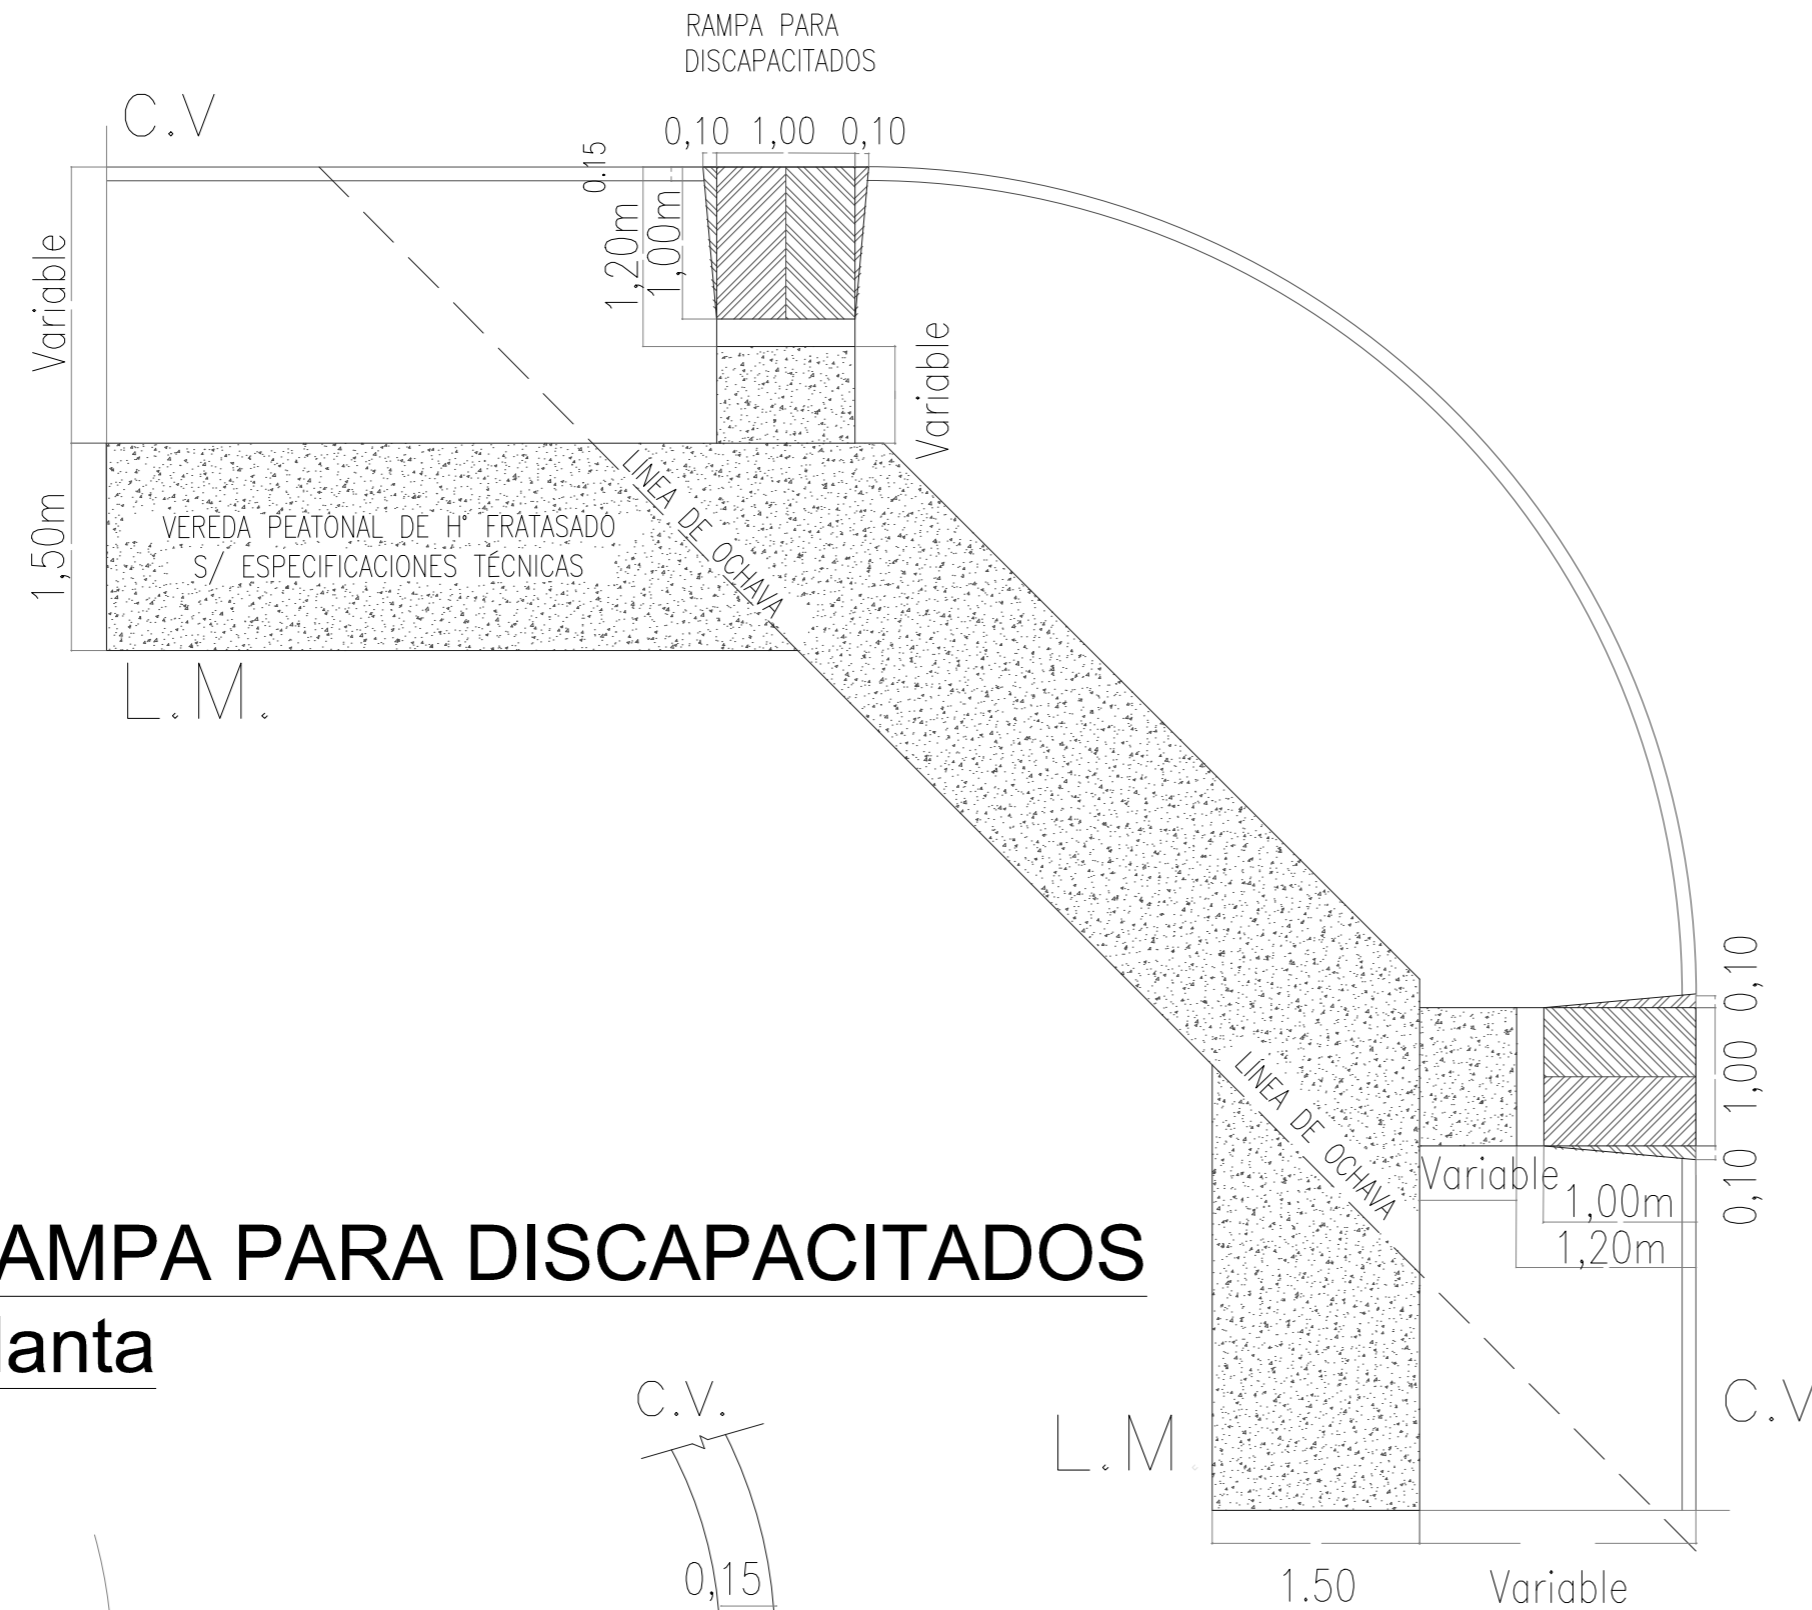 RAMPA PARA
DISCAPACITADOS
C.V
0,10 1,00 0,10
0.15
1,20m
1,00m
Variable
Variable
VEREDA PEATONAL DE Hº FRATASADO
S/ ESPECIFICACIONES TÉCNICAS
1,50m
LÍNEA DE OCHAVA
L.M.
0,10
1,00
0,10
LÍNEA DE OCHAVA
Variable
1,00m
1,20m
AMPA PARA DISCAPACITADOS
lanta
C.V.
C.V
L.M
0,15
1.50
Variable